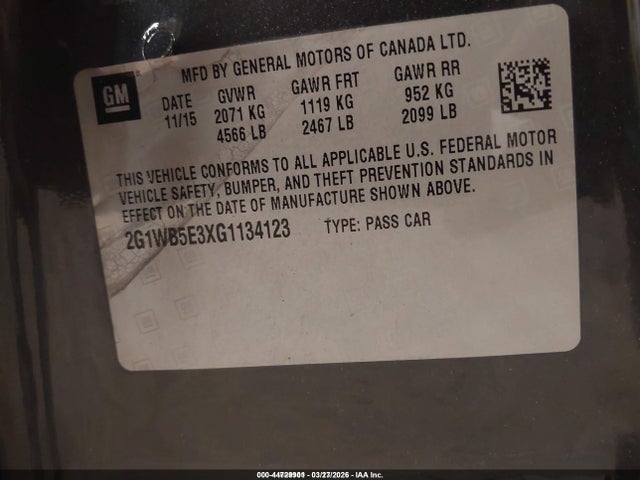 GM
MFD BY GENERAL MOTORS OF CANADA LTD.
DATE GVWR GAWR FRT GAWR RR
11/15 2071 KG 1119 KG 952 KG
4566 LB 2467 LB 2099 LB
THIS VEHICLE CONFORMS TO ALL APPLICABLE U.S. FEDERAL MOTOR
VEHICLE SAFETY, BUMPER, AND THEFT PREVENTION STANDARDS IN
EFFECT ON THE DATE OF MANUFACTURE SHOWN ABOVE.
2G1WB5E3XG1134123 TYPE: PASS CAR
03/27/2026 - IAA Inc.